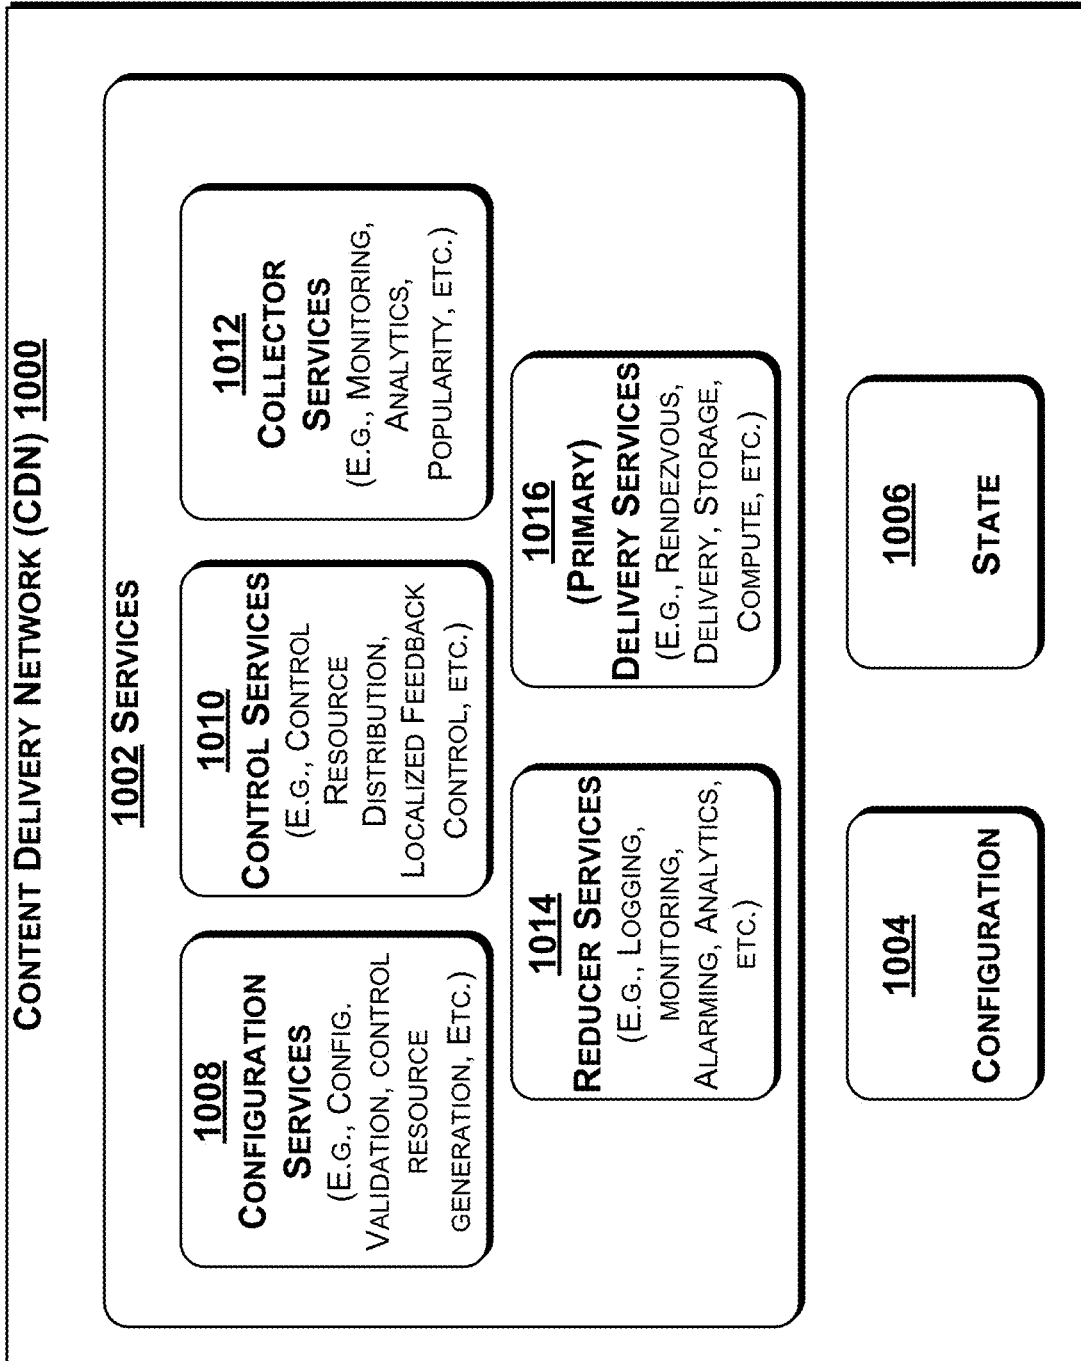 CONTENT DELIVERY NETWORK (CDN) 1000
1002 SERVICES
1008
CONFIGURATION
SERVICES
(E.G., CONFIG.
VALIDATION, CONTROL
RESOURCE
GENERATION, ETC.)
1010
CONTROL SERVICES
(E.G., CONTROL
RESOURCE
DISTRIBUTION,
LOCALIZED FEEDBACK
CONTROL, ETC.)
1012
COLLECTOR
SERVICES
(E.G., MONITORING,
ANALYTICS,
POPULARITY, ETC.)
1014
REDUCER SERVICES
(E.G., LOGGING,
MONITORING,
ALARMING, ANALYTICS,
ETC.)
1016
(PRIMARY)
DELIVERY SERVICES
(E.G., RENDEZVOUS,
DELIVERY, STORAGE,
COMPUTE, ETC.)
1004
CONFIGURATION
1006
STATE